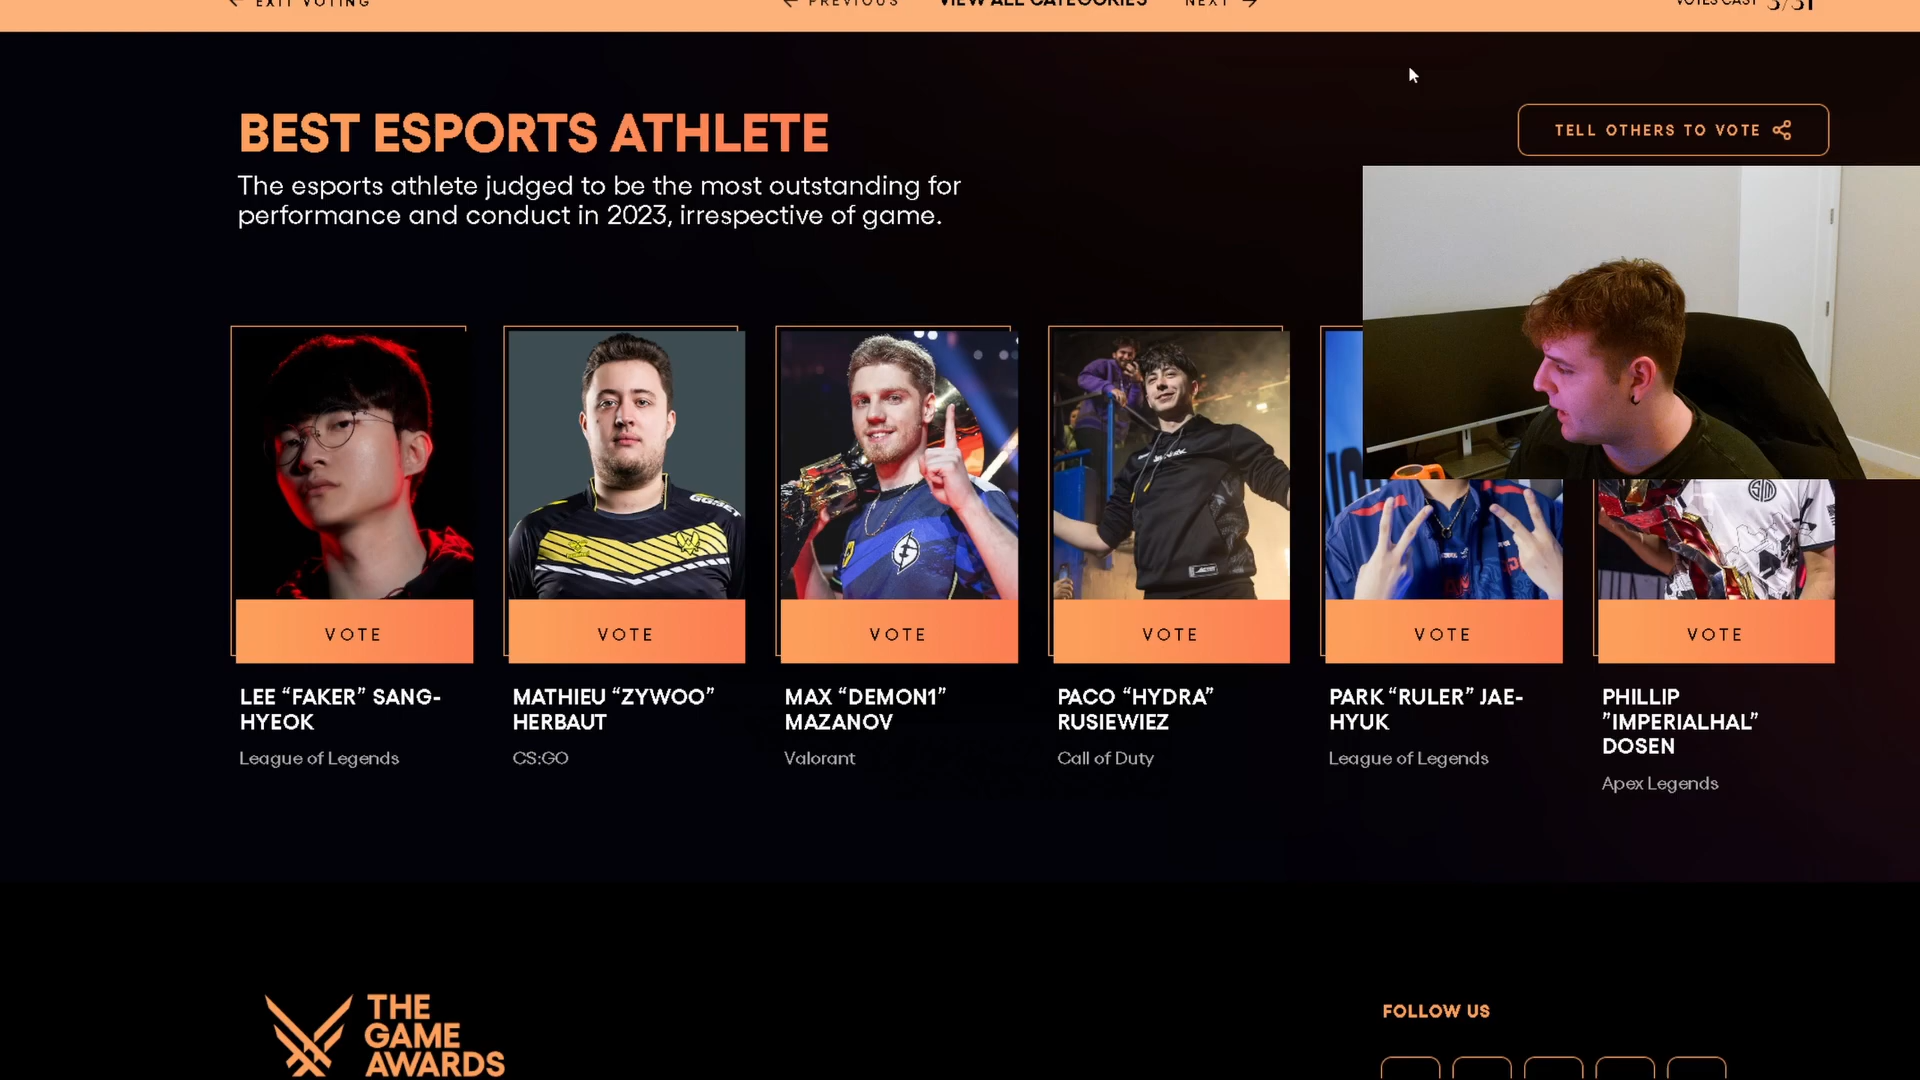 EXIT VOTING
PREVIOUS
VIEW ALL CATEGORIES
NEXT
VOTES CAST 3/31
BEST ESPORTS ATHLETE
TELL OTHERS TO VOTE
The esports athlete judged to be the most outstanding for
performance and conduct in 2023, irrespective of game.
VOTE
VOTE
VOTE
VOTE
VOTE
VOTE
LEE “FAKER” SANG-
HYEOK
League of Legends
MATHIEU “ZYWOO”
HERBAUT
CS:GO
MAX “DEMON1”
MAZANOV
Valorant
PACO “HYDRA”
RUSIEWIEZ
Call of Duty
PARK “RULER” JAE-
HYUK
League of Legends
PHILLIP
”IMPERIALHAL”
DOSEN
Apex Legends
THE
GAME
AWARDS
FOLLOW US